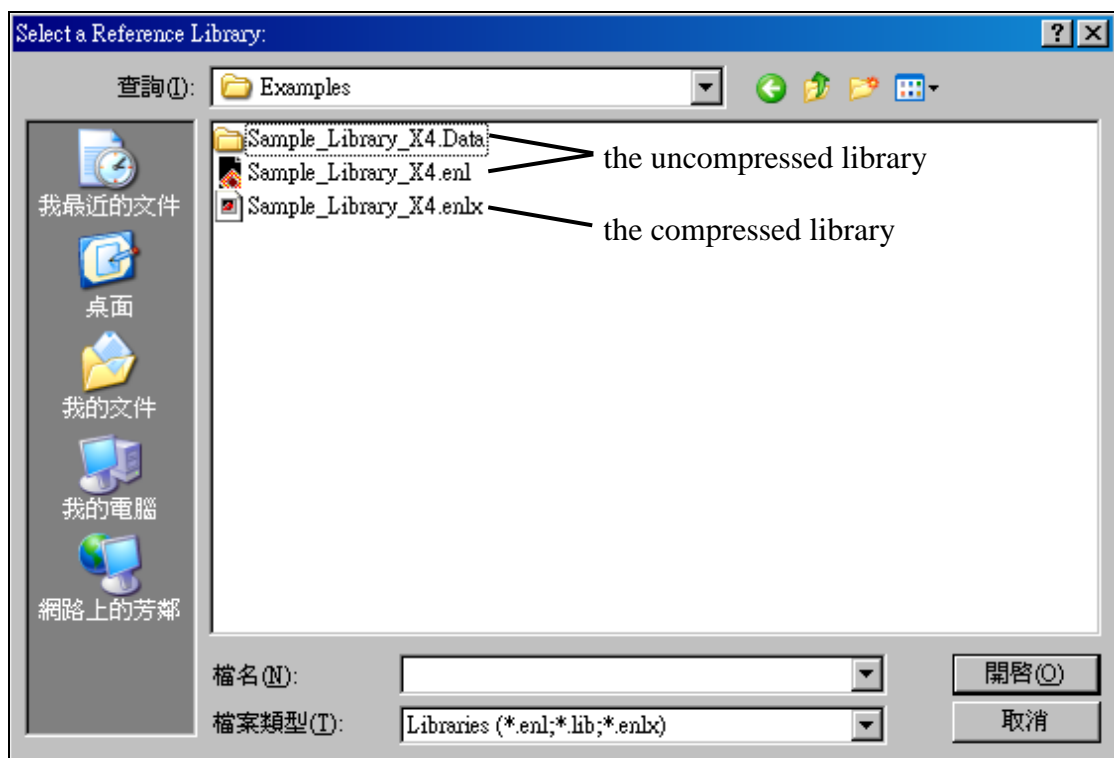 Select a Reference Library:
查詢(I):
Examples
Sample_Library_X4.Data
Sample_Library_X4.enl
Sample_Library_X4.enlx
the uncompressed library
the compressed library
我最近的文件
桌面
我的文件
我的電腦
網路上的芳鄰
檔名(N):
開啓(O)
檔案類型(T):
Libraries (*.enl;*.lib;*.enlx)
取消